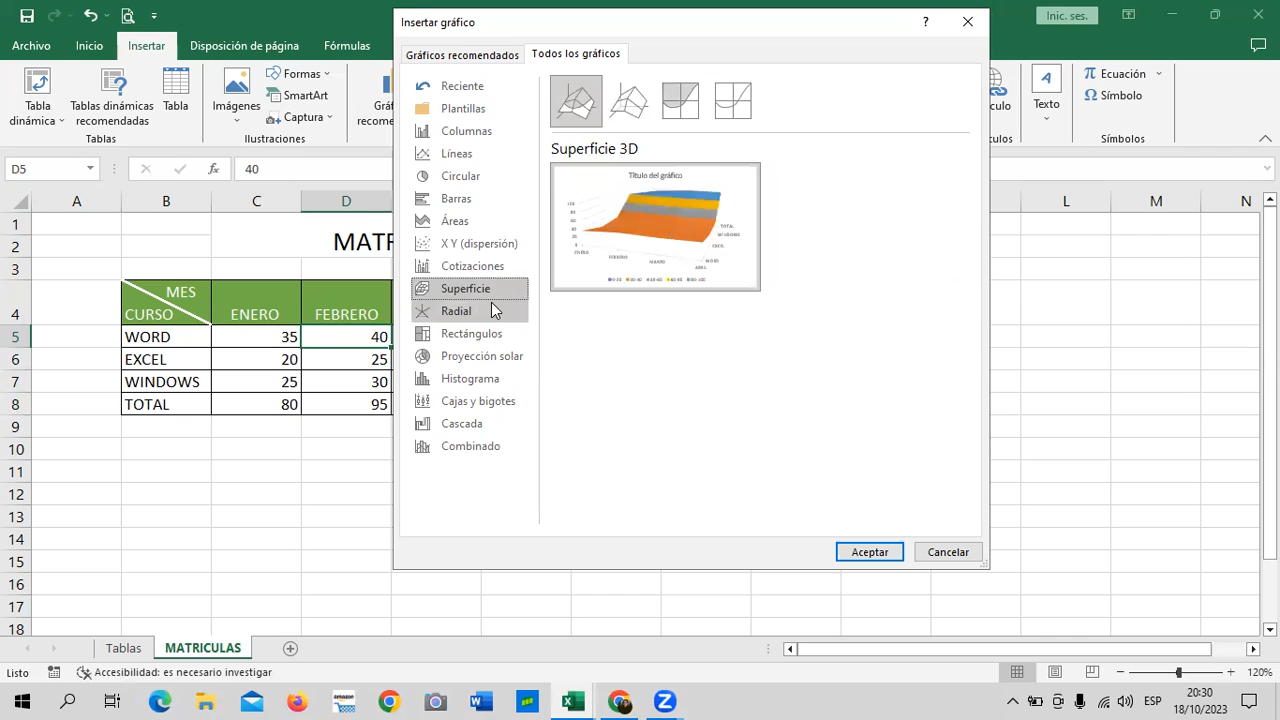 Insertar gráfico
?
Inic. ses.
Archivo
Inicio
Insertar
Disposición de página
Fórmulas
Gráficos recomendados
Todos los gráficos
Tabla dinámica
Tablas dinámicas recomendadas
Tabla
Tablas
Imágenes
Formas
SmartArt
Captura
Ilustraciones
Texto
Ecuación
Símbolo
Símbolos
Reciente
Plantillas
Columnas
Líneas
Circular
Barras
Áreas
X Y (dispersión)
Cotizaciones
Superficie
Radial
Rectángulos
Proyección solar
Histograma
Cajas y bigotes
Cascada
Combinado
Superficie 3D
Título del gráfico
Aceptar
Cancelar
D5
fx
40
A B C D L M N
MATR
MES
CURSO ENERO FEBRERO
4
5 WORD 35 40
6 EXCEL 20 25
7 WINDOWS 25 30
8 TOTAL 80 95
9
10
11
12
13
14
15
16
17
18
Tablas
MATRICULAS
Listo
Accesibilidad: es necesario investigar
120%
ESP
20:30
18/10/2023